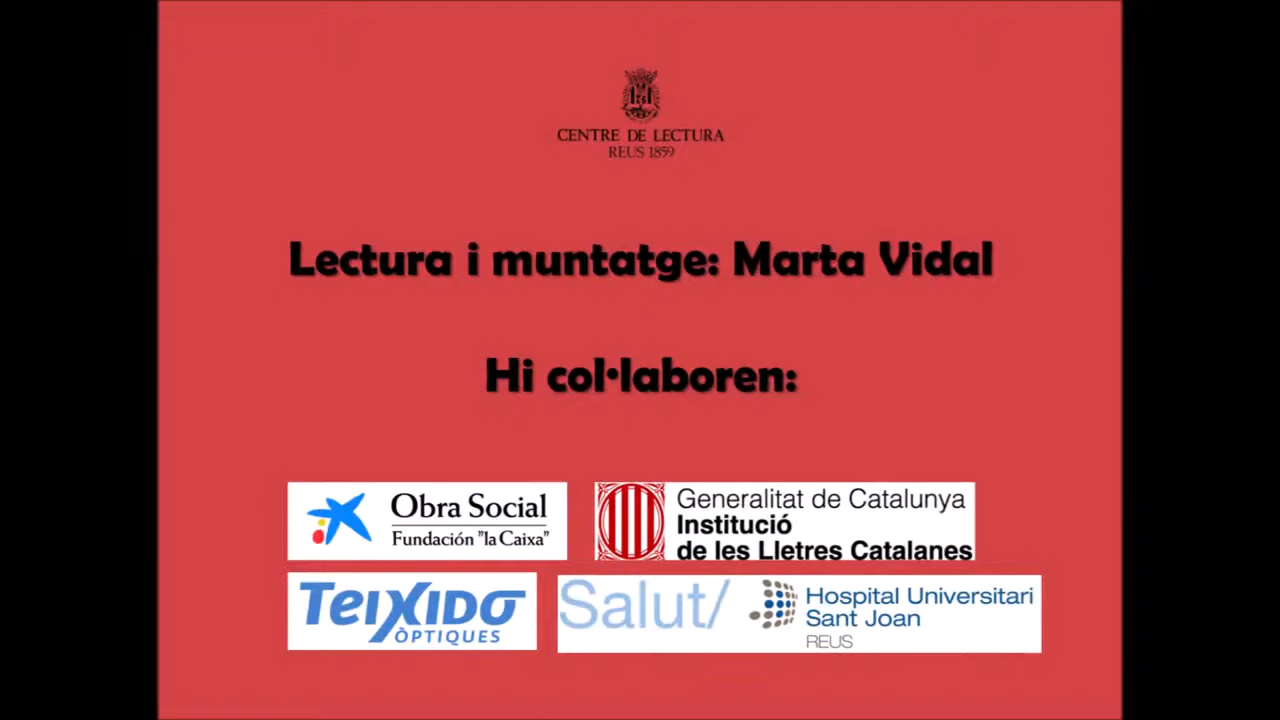 CENTRE DE LECTURA
REUS 1859
Lectura i muntatge: Marta Vidal
Hi col·laboren:
Obra Social
Fundación "la Caixa"
Generalitat de Catalunya
Institució
de les Lletres Catalanes
TeiXIDó
ÒPTIQUES
Salut/
Hospital Universitari
Sant Joan
REUS